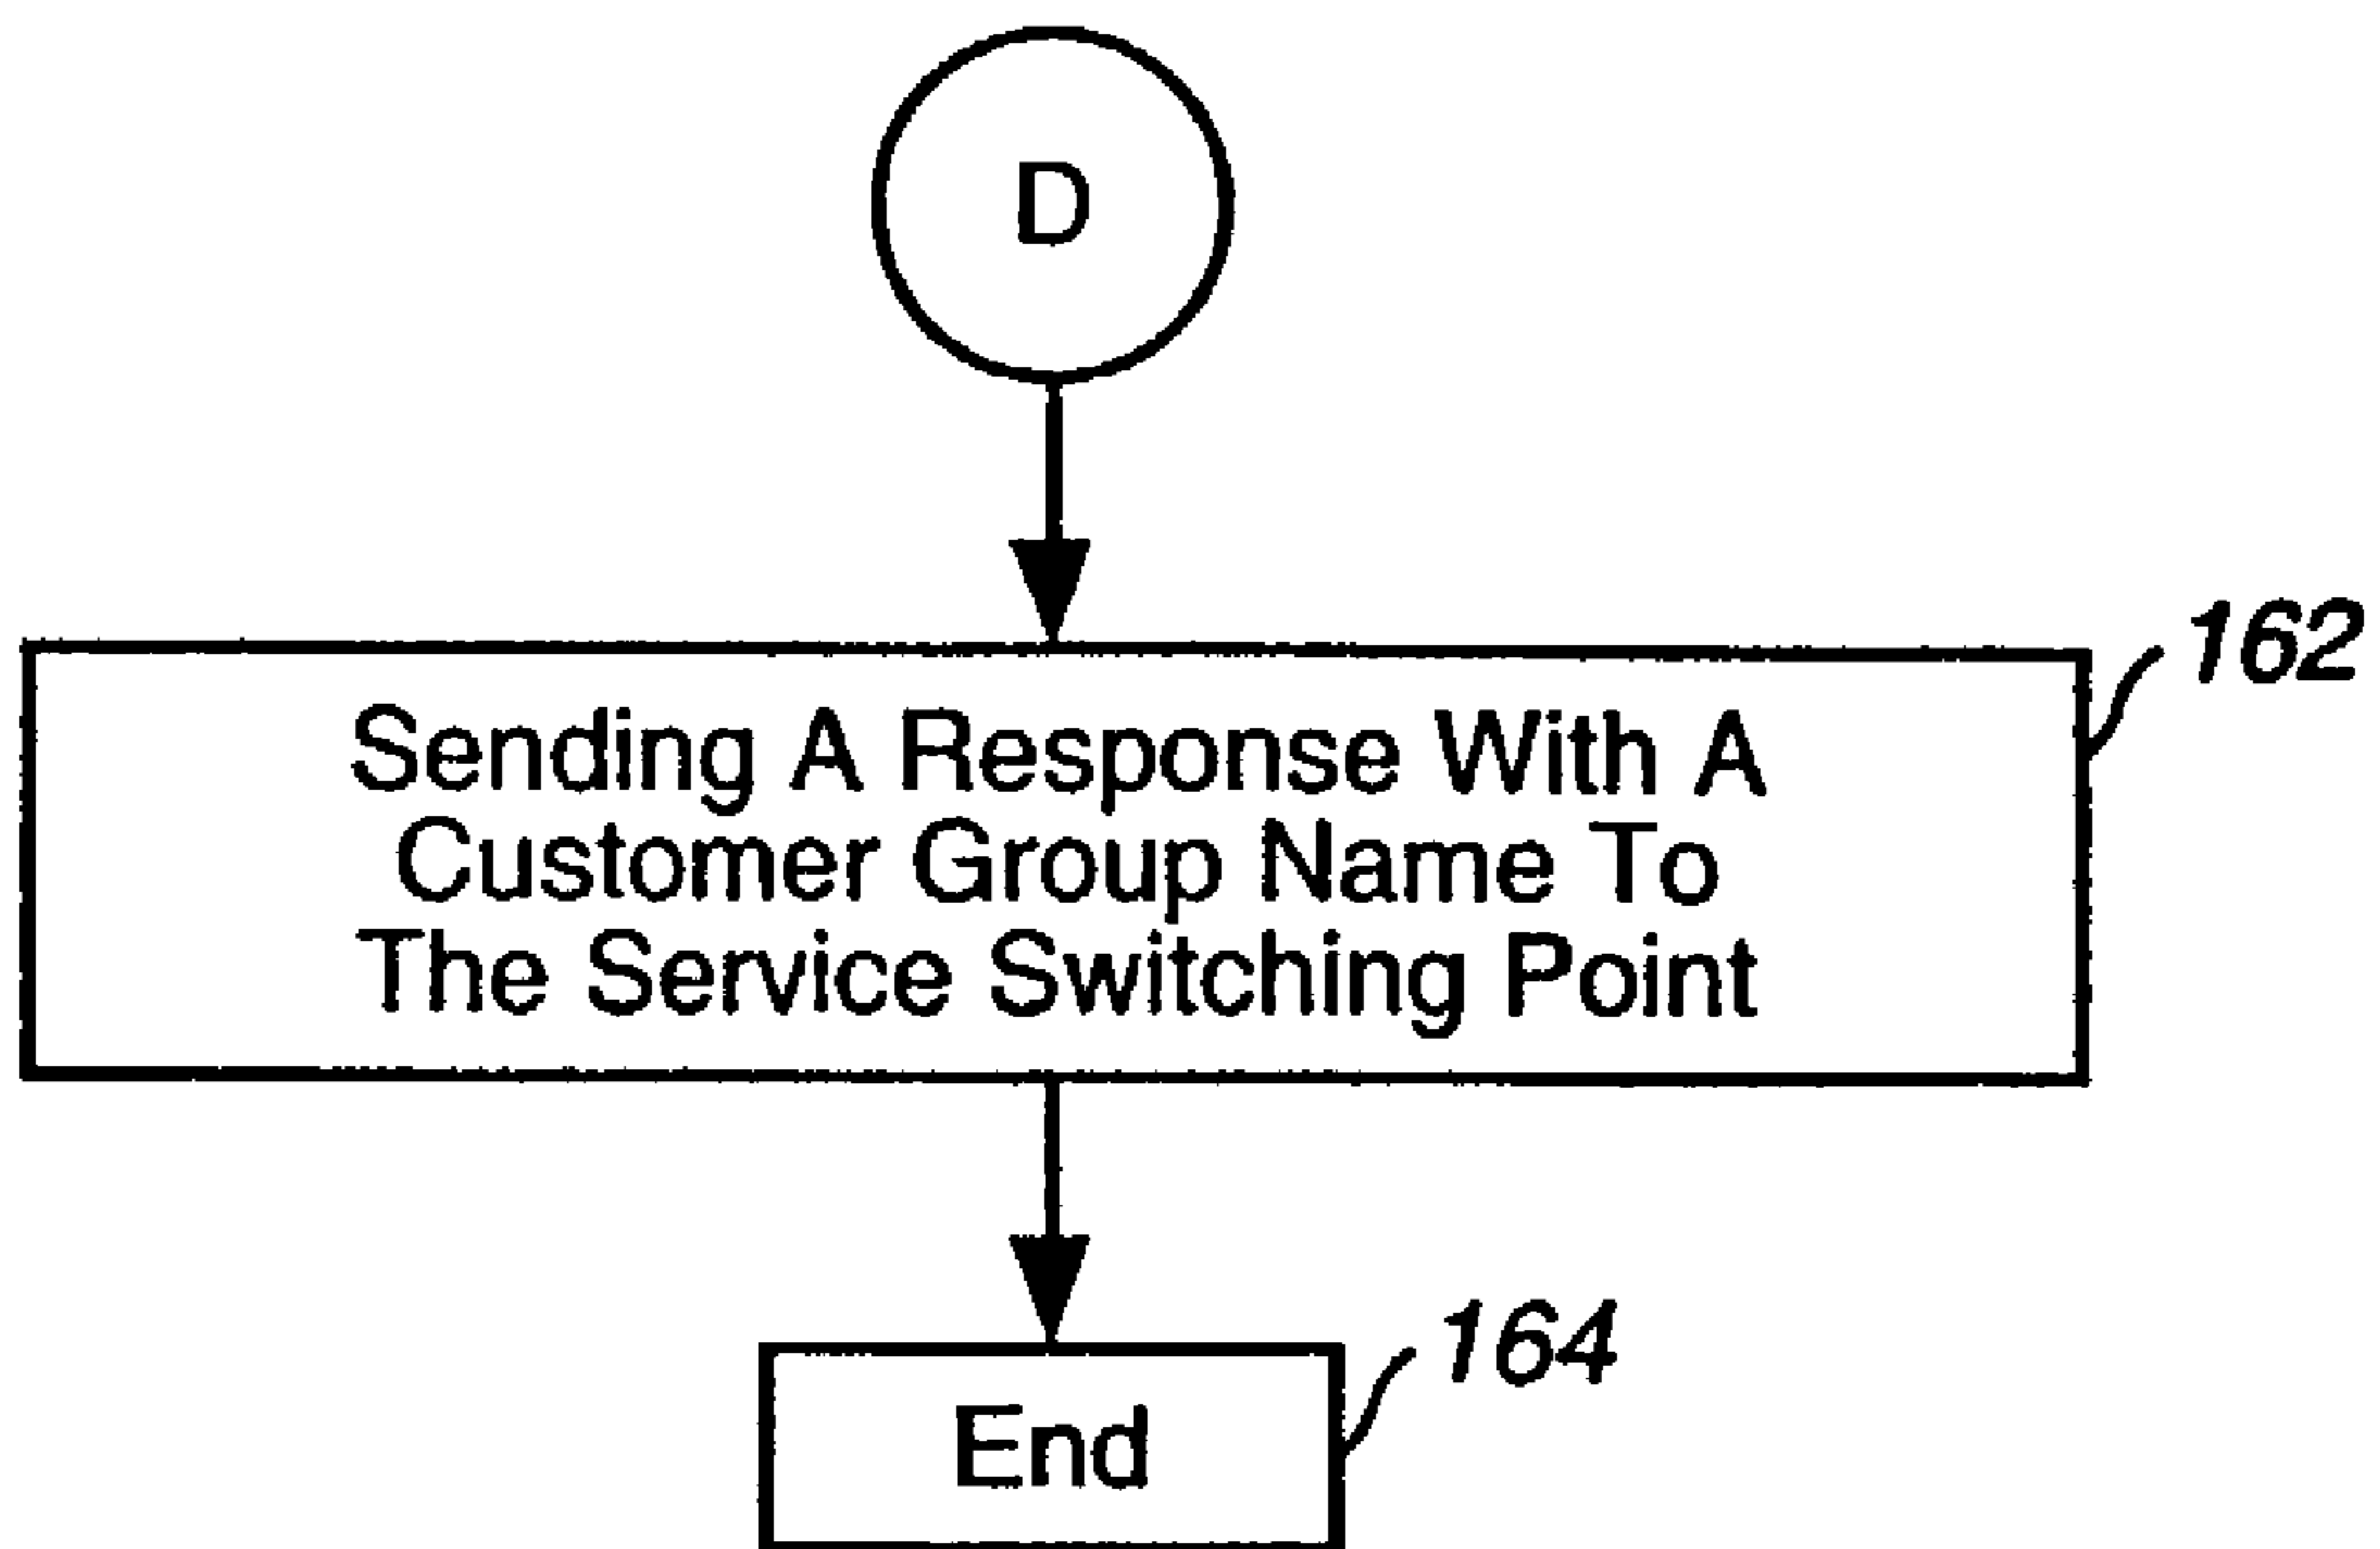 D
162
Sending A Response With A
Customer Group Name To
The Service Switching Point
164
End